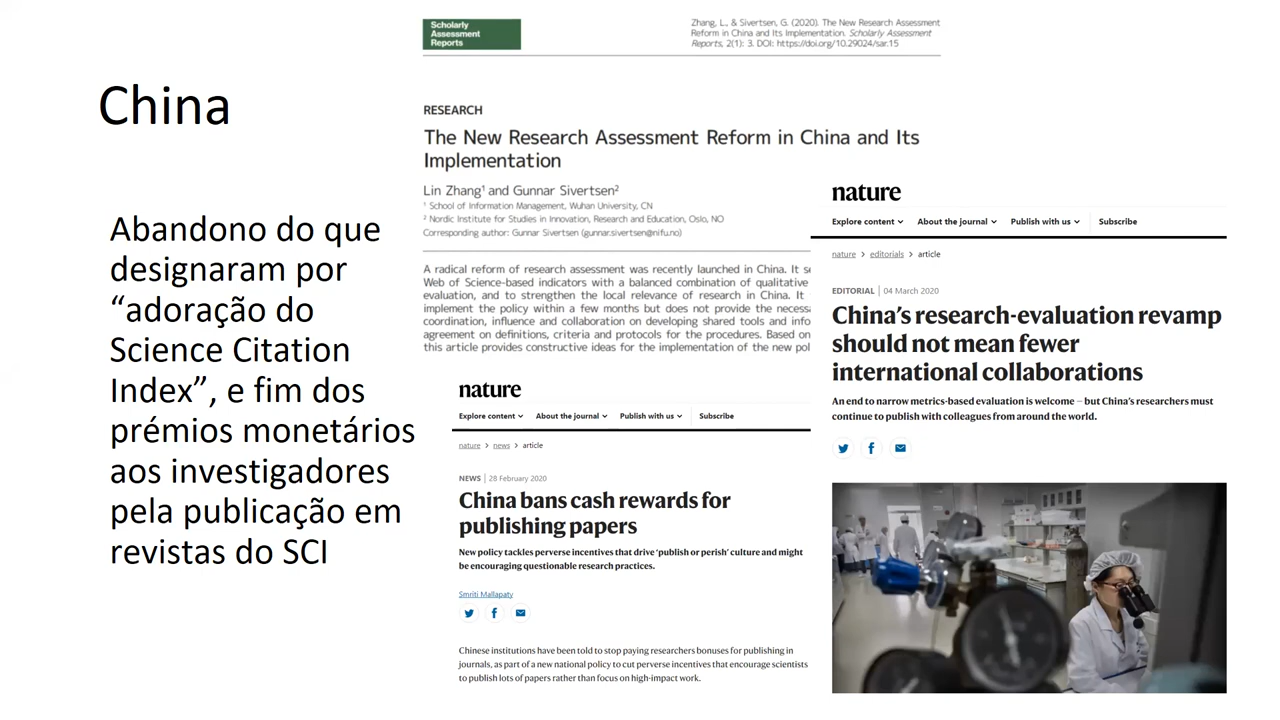 China
Abandono do que
designaram por
“adoração do
Science Citation
Index”, e fim dos
prémios monetários
aos investigadores
pela publicação em
revistas do SCI
Scholarly
Assessment
Reports
Zhang, L., & Sivertsen, G. (2020). The New Research Assessment
Reform in China and Its Implementation. Scholarly Assessment
Reports, 2(1): 3. DOI: https://doi.org/10.29024/sar.15
RESEARCH
The New Research Assessment Reform in China and Its
Implementation
Lin Zhang¹ and Gunnar Sivertsen²
¹ School of Information Management, Wuhan University, CN
² Nordic Institute for Studies in Innovation, Research and Education, Oslo, NO
Corresponding author: Gunnar Sivertsen (gunnar.sivertsen@nifu.no)
A radical reform of research assessment was recently launched in China. It
Web of Science-based indicators with a balanced combination of qualitative
evaluation, and to strengthen the local relevance of research in China. It
implement the policy within a few months but does not provide the
coordination, influence and collaboration on developing shared tools and
agreement on definitions, criteria and protocols for the procedures. Based on
this article provides constructive ideas for the implementation of the new
nature
Explore content About the journal Publish with us Subscribe
nature > news > article
NEWS | 28 February 2020
China bans cash rewards for
publishing papers
New policy tackles perverse incentives that drive ‘publish or perish’ culture and might
be encouraging questionable research practices.
Smriti Mallapaty
Chinese institutions have been told to stop paying researchers bonuses for publishing in
journals, as part of a new national policy to cut perverse incentives that encourage scientists
to publish lots of papers rather than focus on high-impact work.
nature
Explore content About the journal Publish with us Subscribe
nature > editorials > article
EDITORIAL | 04 March 2020
China’s research-evaluation revamp
should not mean fewer
international collaborations
An end to narrow metrics-based evaluation is welcome – but China’s researchers must
continue to publish with colleagues from around the world.